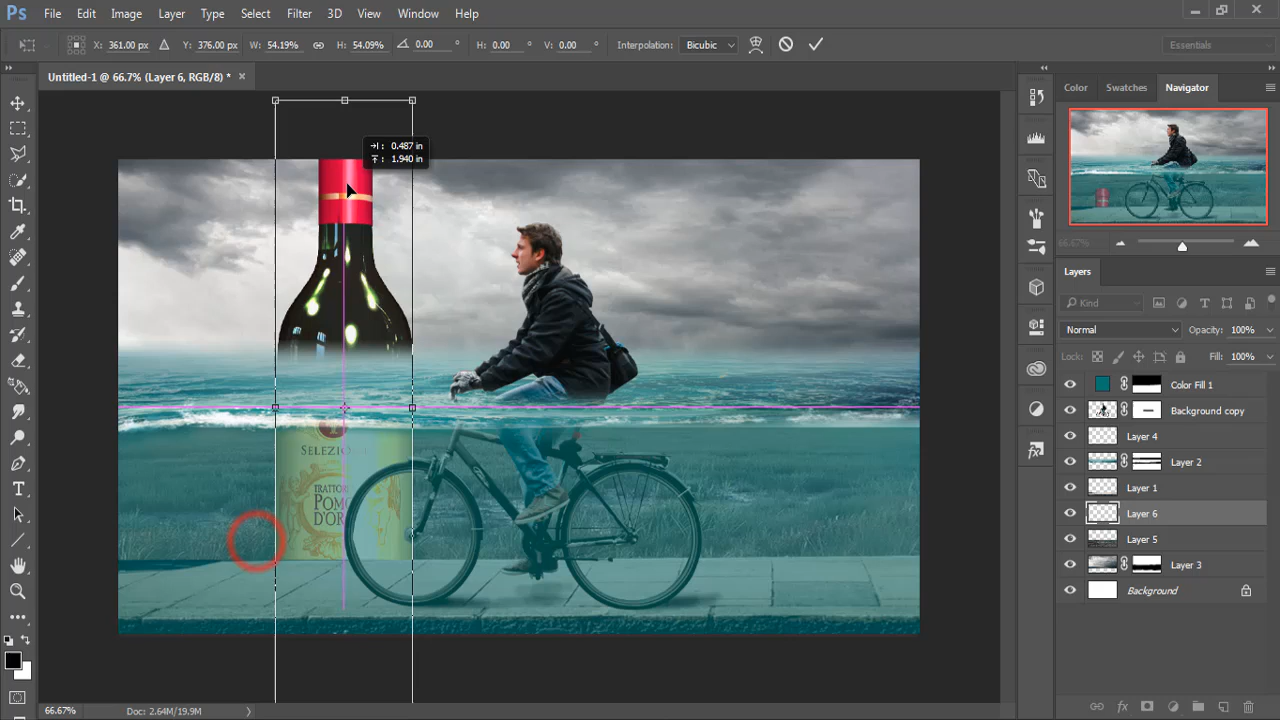 Ps File Edit Image Layer Type Select Filter 3D View Window Help
X: 361.00 px Y: 376.00 px W: 54.19% H: 54.09% 0.00 ° H: 0.00 ° V: 0.00 ° Interpolation: Bicubic Essentials
Untitled-1 @ 66.7% (Layer 6, RGB/8) * ×
Color Swatches Navigator
: 0.487 in
: 1.940 in
66.67%
Layers
Kind
Normal Opacity: 100%
Lock: Fill: 100%
Color Fill 1
Background copy
Layer 4
Layer 2
Layer 1
Layer 6
Layer 5
Layer 3
Background
SELEZIO
TRATTOR
POMO
D'OR
66.67% Doc: 2.64M/19.9M
fx